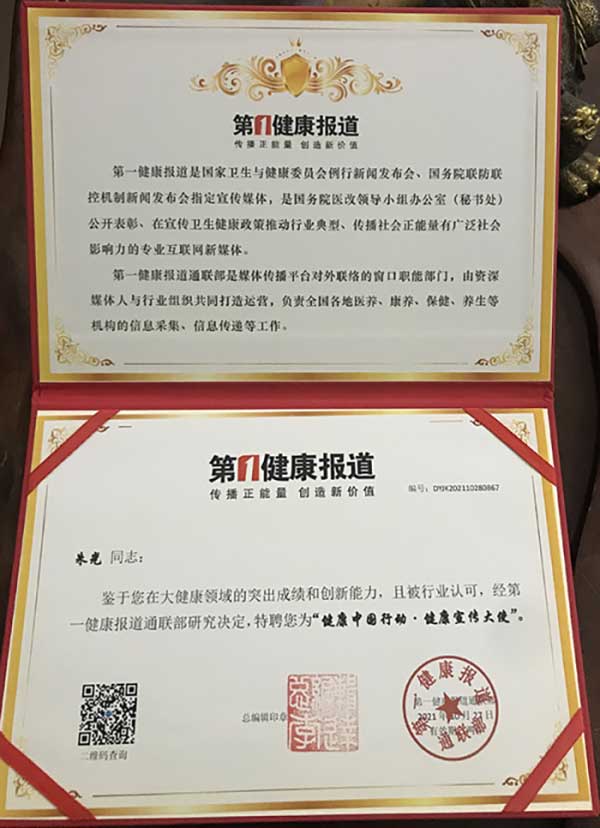 第1健康报道
传播正能量 创造新价值
第一健康报道是国家卫生与健康委员会例行新闻发布会、国务院联防联
控机制新闻发布会指定宣传媒体，是国务院医改领导小组办公室（秘书处）
公开表彰、在宣传卫生健康政策推动行业典型、传播社会正能量有广泛社会
影响力的专业互联网新媒体。
第一健康报道通联部是媒体传播平台对外联络的窗口职能部门，由资深
媒体人与行业组织共同打造运营，负责全国各地医养、康养、保健、养生等
机构的信息采集、信息传递等工作。
第1健康报道
传播正能量 创造新价值
编号：DYJK202110280867
朱光 同志：
鉴于您在大健康领域的突出成绩和创新能力，且被行业认可，经第
一健康报道通联部研究决定，特聘您为“健康中国行动·健康宣传大使”。
二维码查询
总编辑印章
第一健康报道
通联部